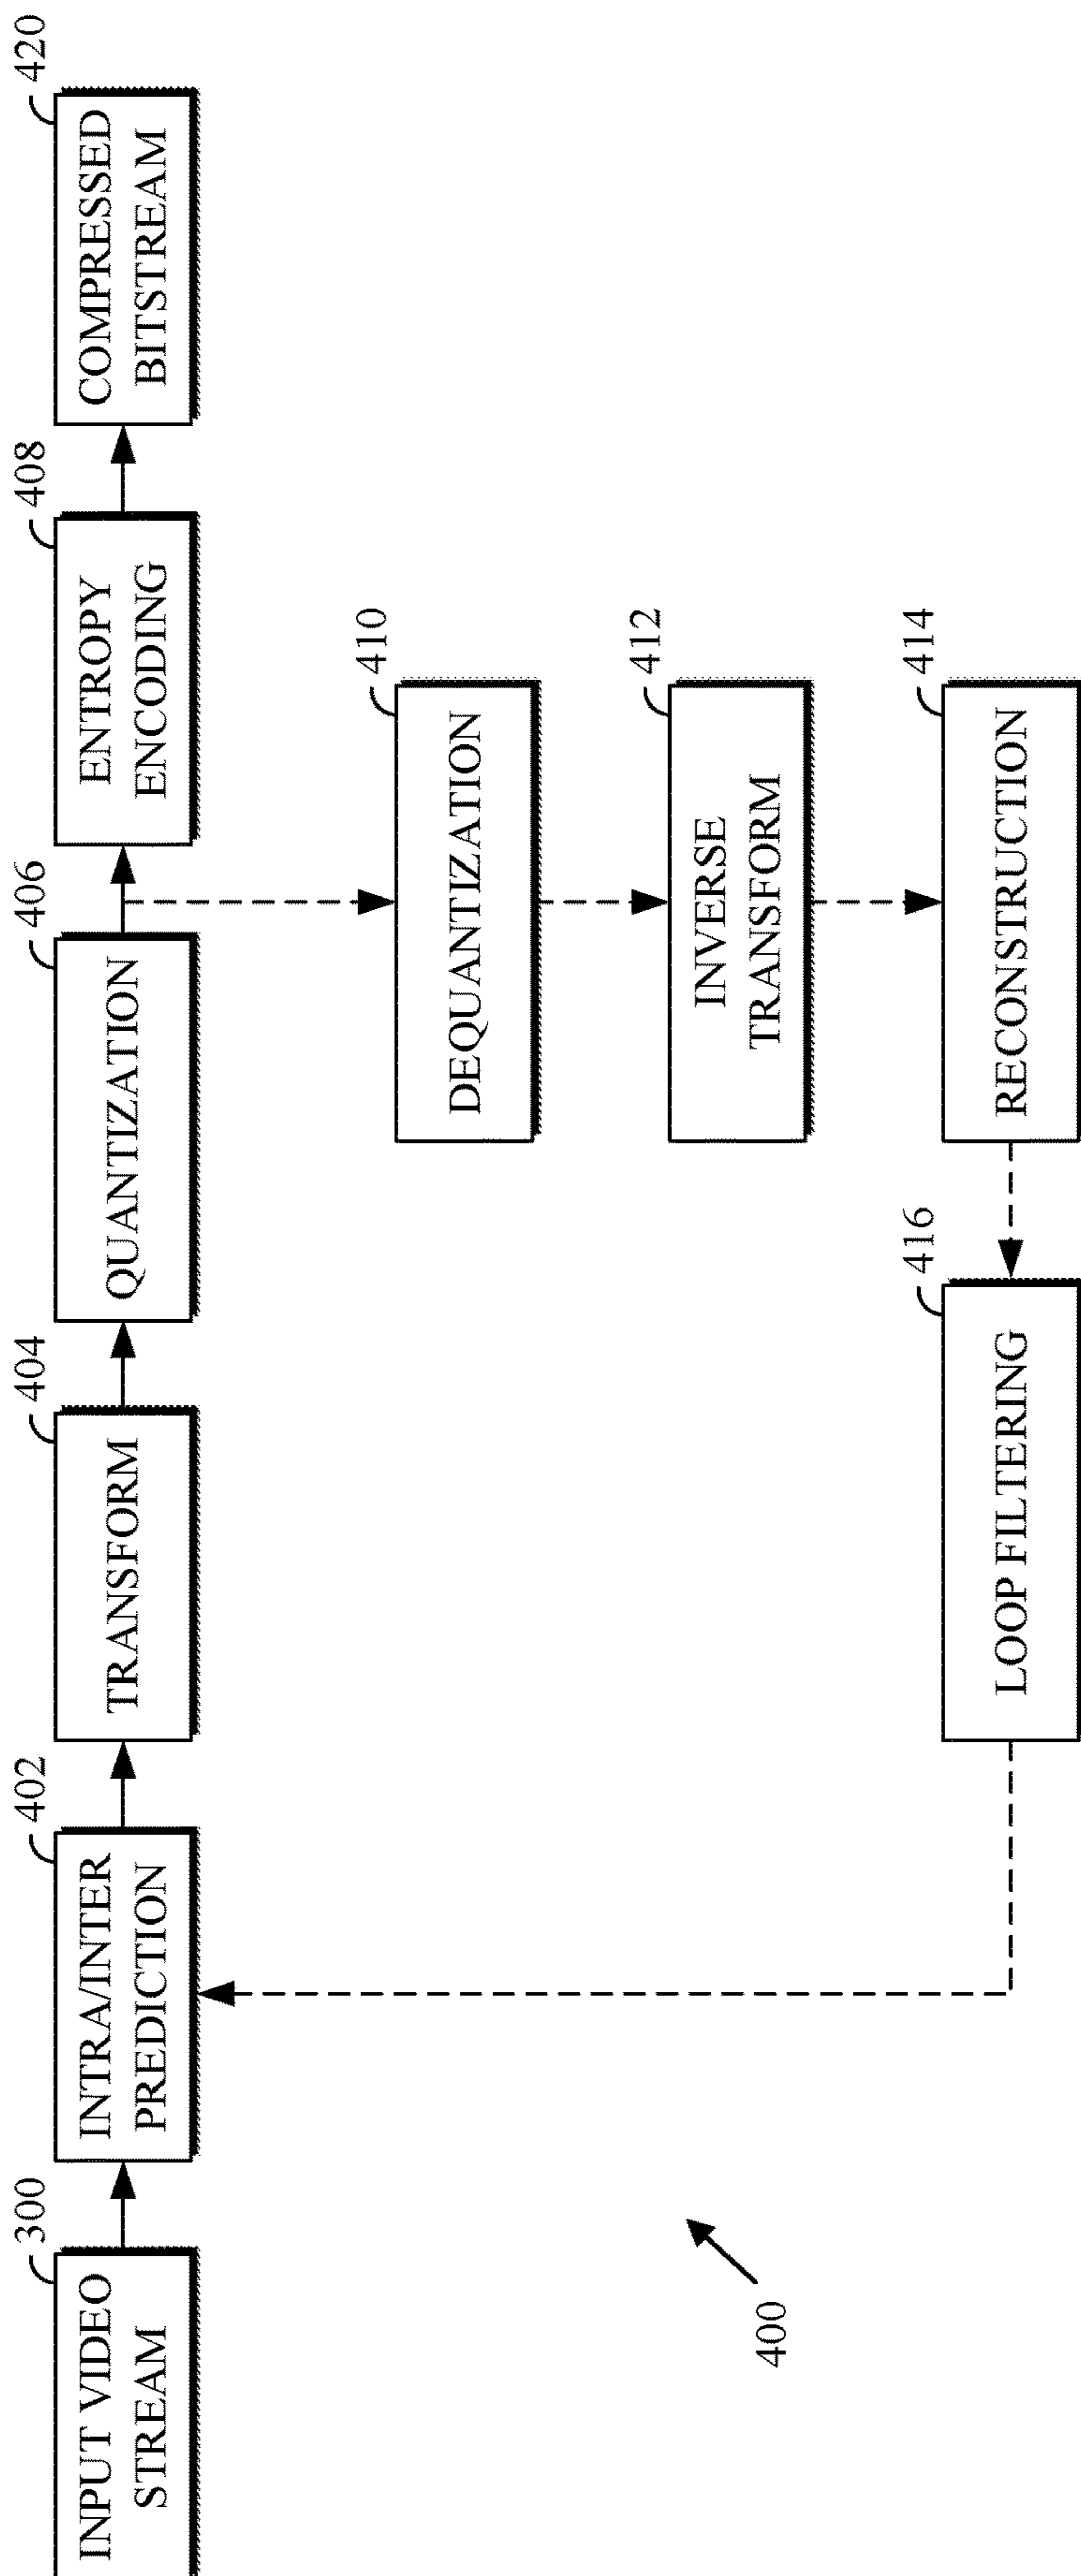 300
INPUT VIDEO
STREAM
402
INTRA/INTER
PREDICTION
404
TRANSFORM
406
QUANTIZATION
408
ENTROPY
ENCODING
420
COMPRESSED
BITSTREAM
410
DEQUANTIZATION
412
INVERSE
TRANSFORM
416
LOOP FILTERING
414
RECONSTRUCTION
400